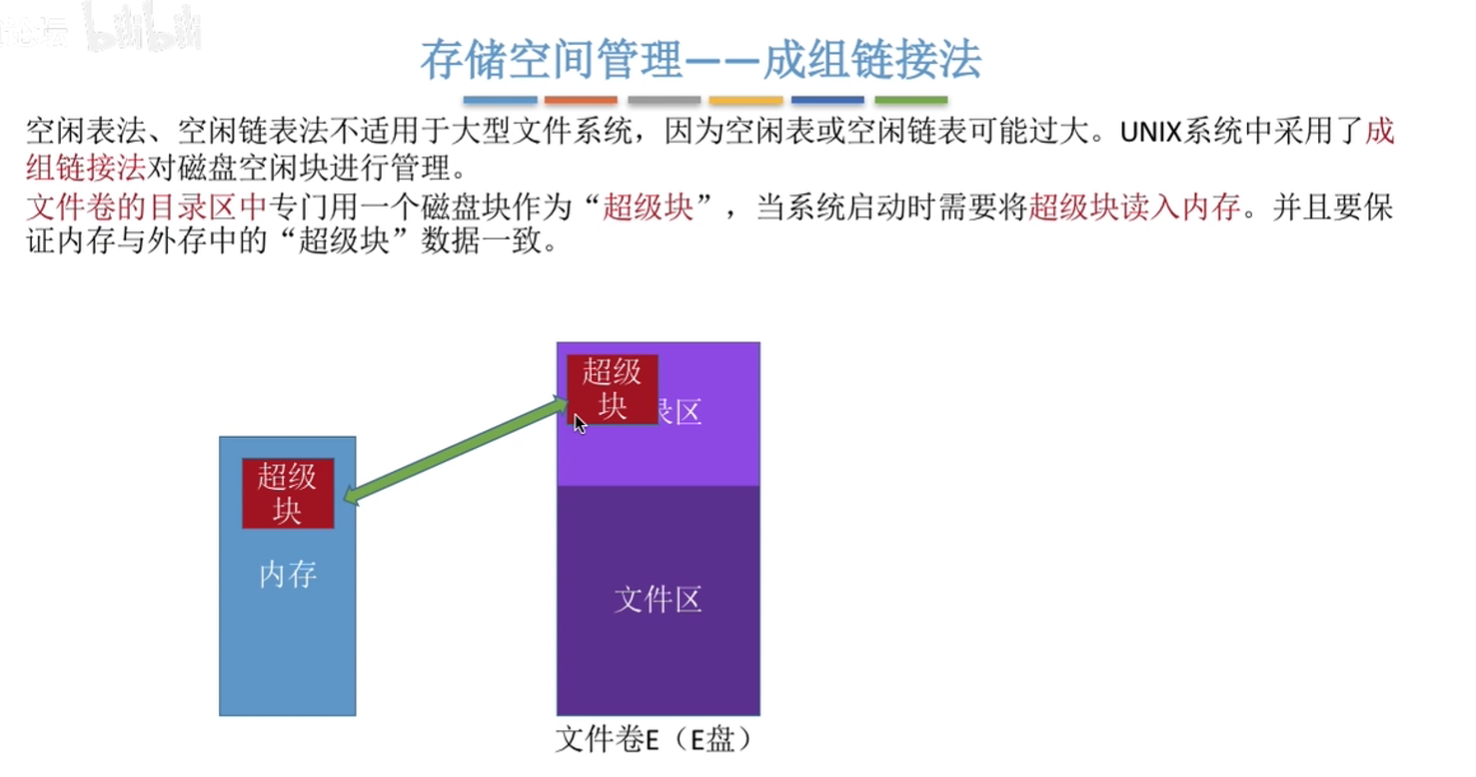 论坛 bilibili
存储空间管理——成组链接法
空闲表法、空闲链表法不适用于大型文件系统，因为空闲表或空闲链表可能过大。UNIX系统中采用了成
组链接法对磁盘空闲块进行管理。
文件卷的目录区中专门用一个磁盘块作为“超级块”，当系统启动时需要将超级块读入内存。并且要保
证内存与外存中的“超级块”数据一致。
超级
块
录区
超级
块
内存
文件区
文件卷E（E盘）